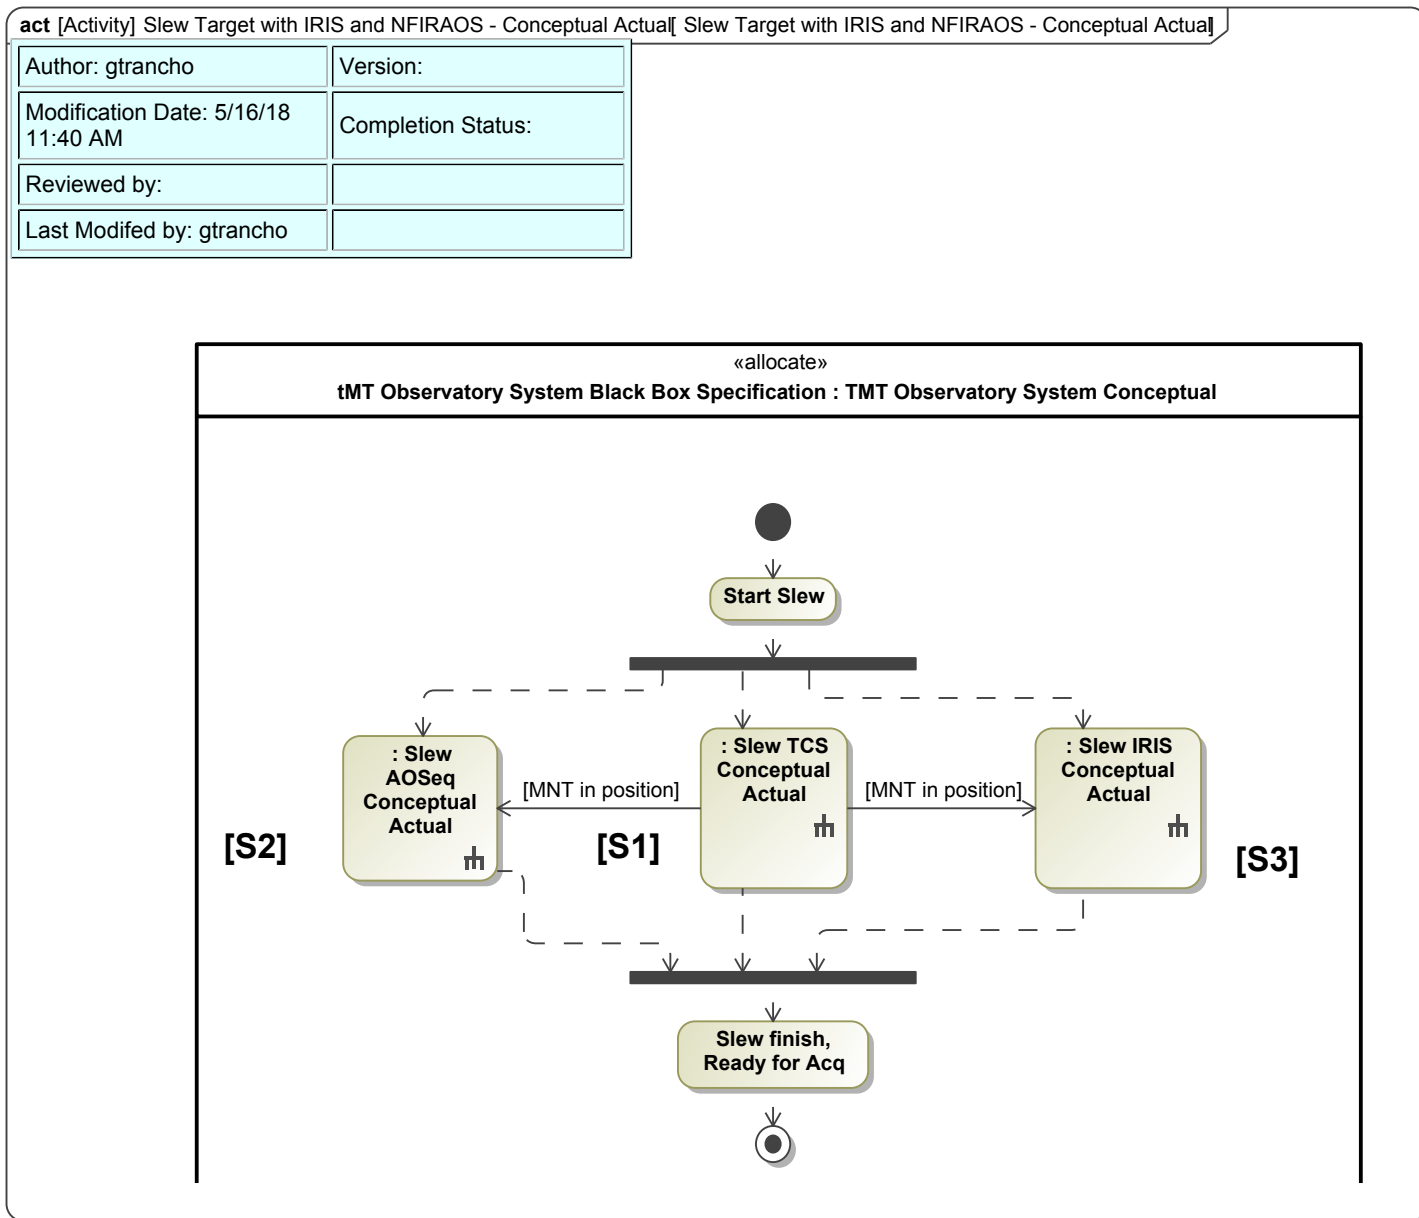 act [Activity] Slew Target with IRIS and NFIRAOS - Conceptual Actual[ Slew Target with IRIS and NFIRAOS - Conceptual Actual]
Author: gtrancho
Version:
Modification Date: 5/16/18
11:40 AM
Completion Status:
Reviewed by:
Last Modifed by: gtrancho
«allocate»
tMT Observatory System Black Box Specification : TMT Observatory System Conceptual
Start Slew
: Slew
AOSeq
Conceptual
Actual
[MNT in position]
: Slew TCS
Conceptual
Actual
[MNT in position]
: Slew IRIS
Conceptual
Actual
[S2]
[S1]
[S3]
Slew finish,
Ready for Acq